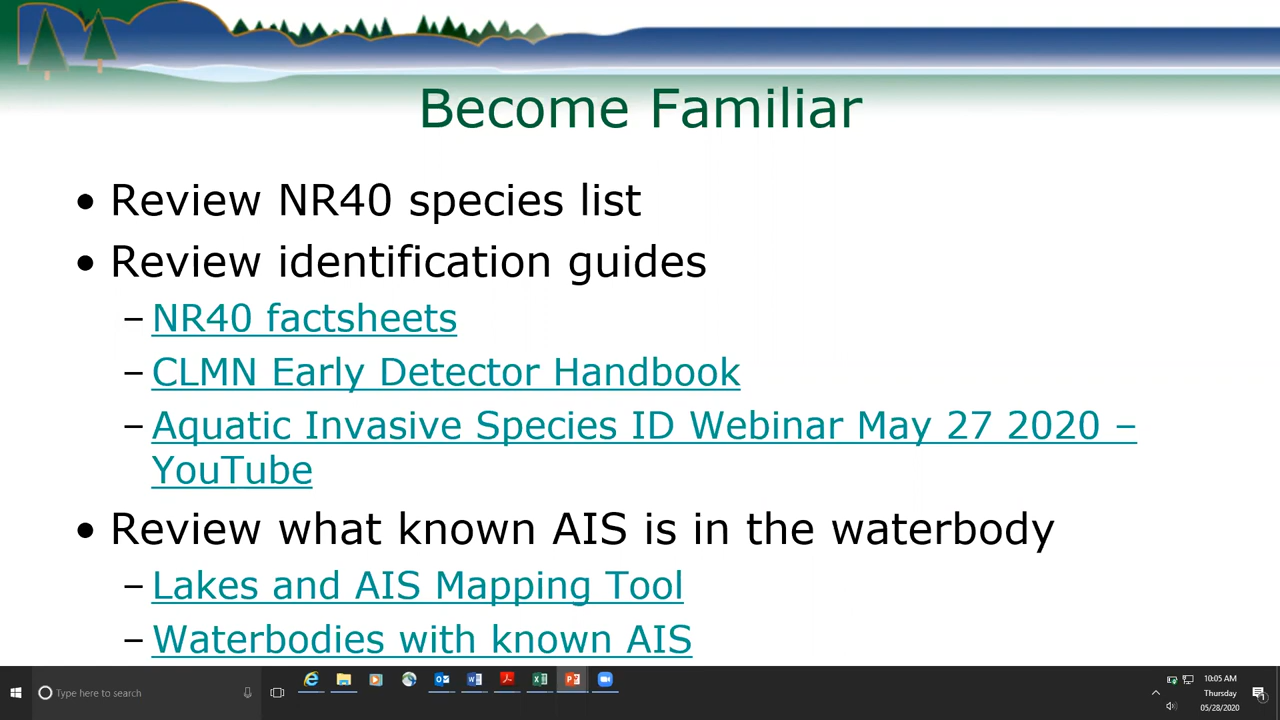 Become Familiar
• Review NR40 species list
• Review identification guides
– NR40 factsheets
– CLMN Early Detector Handbook
– Aquatic Invasive Species ID Webinar May 27 2020 –
YouTube
• Review what known AIS is in the waterbody
– Lakes and AIS Mapping Tool
– Waterbodies with known AIS
Type here to search
10:05 AM
Thursday
05/28/2020
1